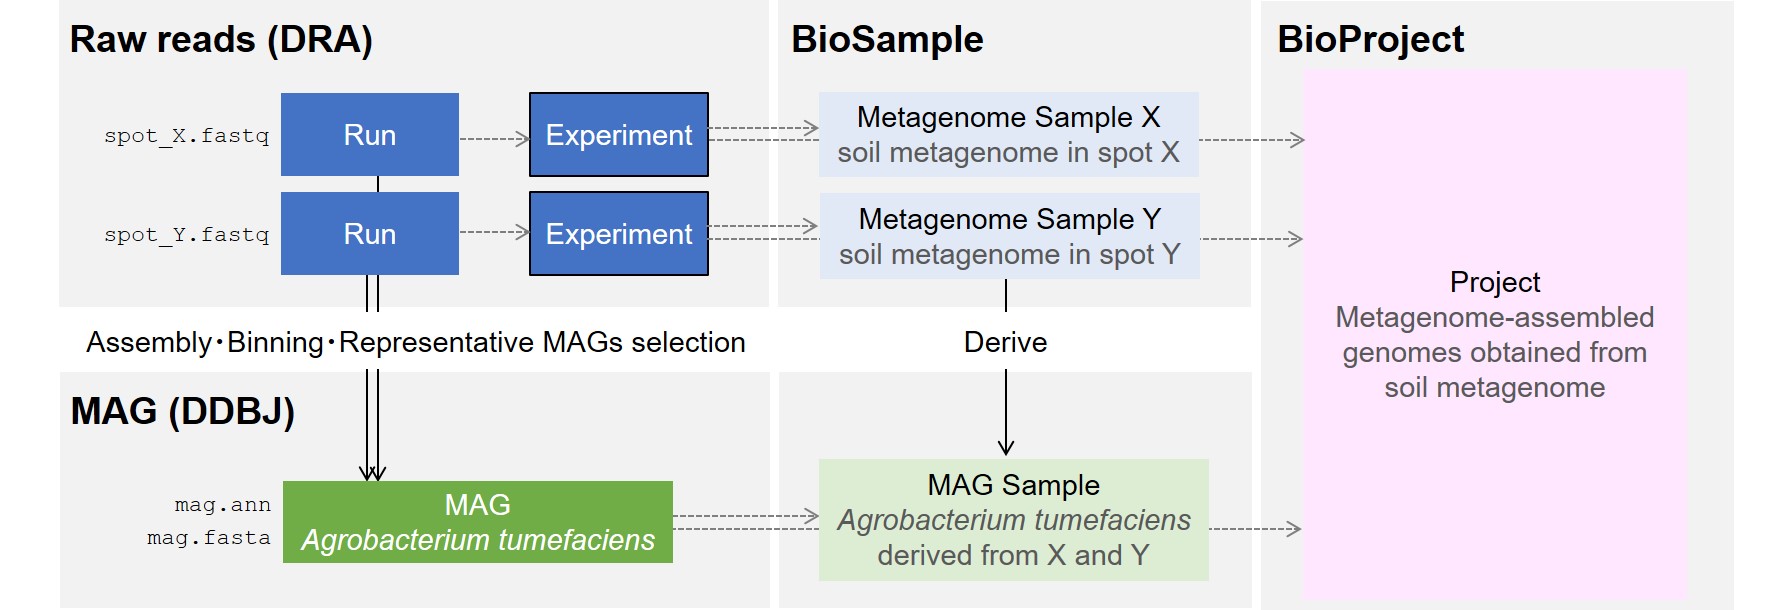 Raw reads (DRA)
BioSample
BioProject
spot_X.fastq
Run
Experiment
Metagenome Sample X
soil metagenome in spot X
spot_Y.fastq
Run
Experiment
Metagenome Sample Y
soil metagenome in spot Y
Project
Metagenome-assembled
genomes obtained from
soil metagenome
Assembly・Binning・Representative MAGs selection
Derive
MAG (DDBJ)
mag.ann
mag.fasta
MAG
Agrobacterium tumefaciens
MAG Sample
Agrobacterium tumefaciens
derived from X and Y